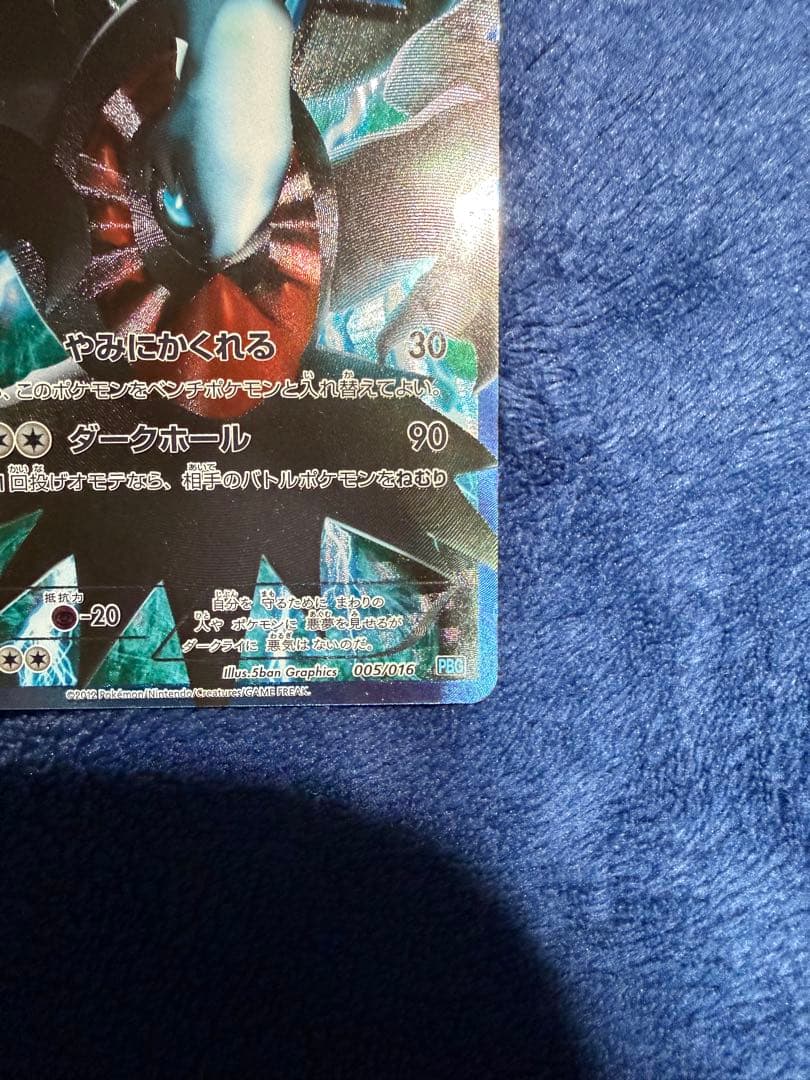 やみにかくれる 30
、このポケモンをベンチポケモンと入れ替えてよい。
ダークホール 90
1回投げオモテなら、相手のバトルポケモンをねむり
抵抗力
-20
自分を 守るために まわりの
人や ポケモンに 悪夢を見せるが
ダークライに 悪気は ないのだ。
Illus.5ban Graphics 005/016 PBG
©2012 Pokémon/Nintendo/Creatures/GAME FREAK.